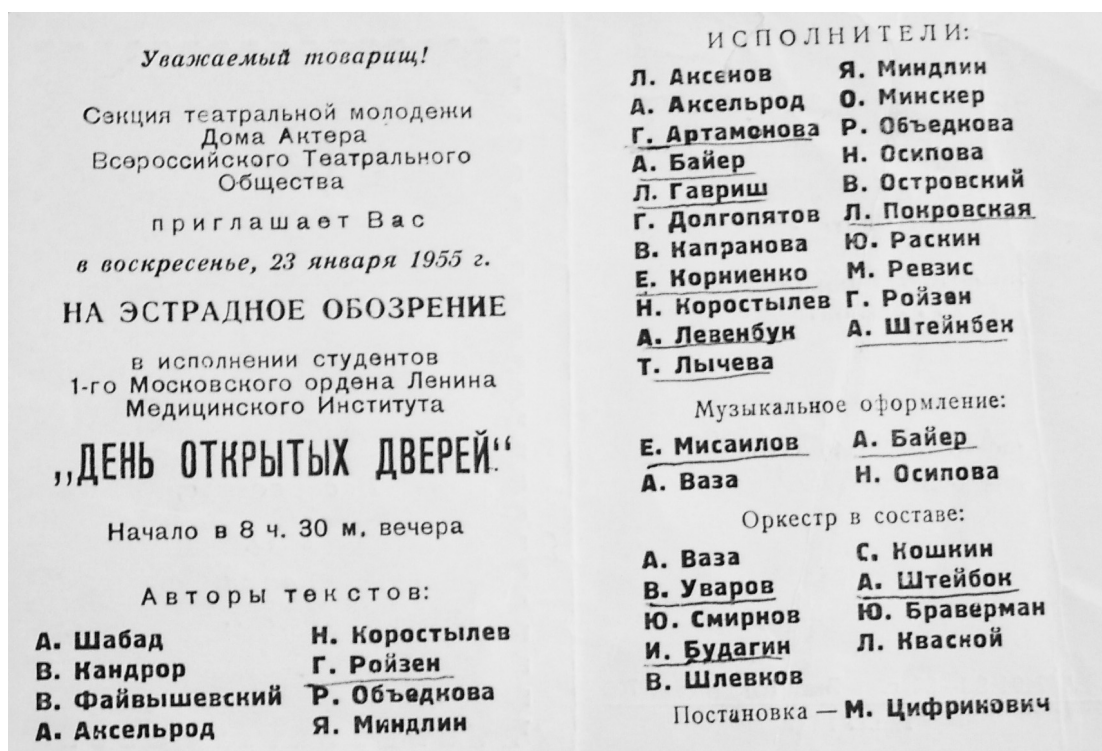 Уважаемый товарищ!
Секция театральной молодежи
Дома Актера
Всероссийского Театрального
Общества
приглашает Вас
в воскресенье, 23 января 1955 г.
НА ЭСТРАДНОЕ ОБОЗРЕНИЕ
в исполнении студентов
1-го Московского ордена Ленина
Медицинского Института
„ДЕНЬ ОТКРЫТЫХ ДВЕРЕЙ“
Начало в 8 ч. 30 м. вечера
Авторы текстов:
А. Шабад
В. Кандрор
В. Файвышевский
А. Аксельрод
Н. Коростылев
Г. Ройзен
Р. Объедкова
Я. Миндлин
ИСПОЛНИТЕЛИ:
Л. Аксенов
А. Аксельрод
Г. Артамонова
А. Байер
Л. Гавриш
Г. Долгопятов
В. Капранова
Е. Корниенко
Н. Коростылев
А. Левенбук
Т. Лычева
Я. Миндлин
О. Минскер
Р. Объедкова
Н. Осипова
В. Островский
Л. Покровская
Ю. Раскин
М. Ревзис
Г. Ройзен
А. Штейнбек
Музыкальное оформление:
Е. Мисаилов
А. Ваза
А. Байер
Н. Осипова
Оркестр в составе:
А. Ваза
В. Уваров
Ю. Смирнов
И. Будагин
В. Шлевков
С. Кошкин
А. Штейбок
Ю. Браверман
Л. Квасной
Постановка — М. Цифринович